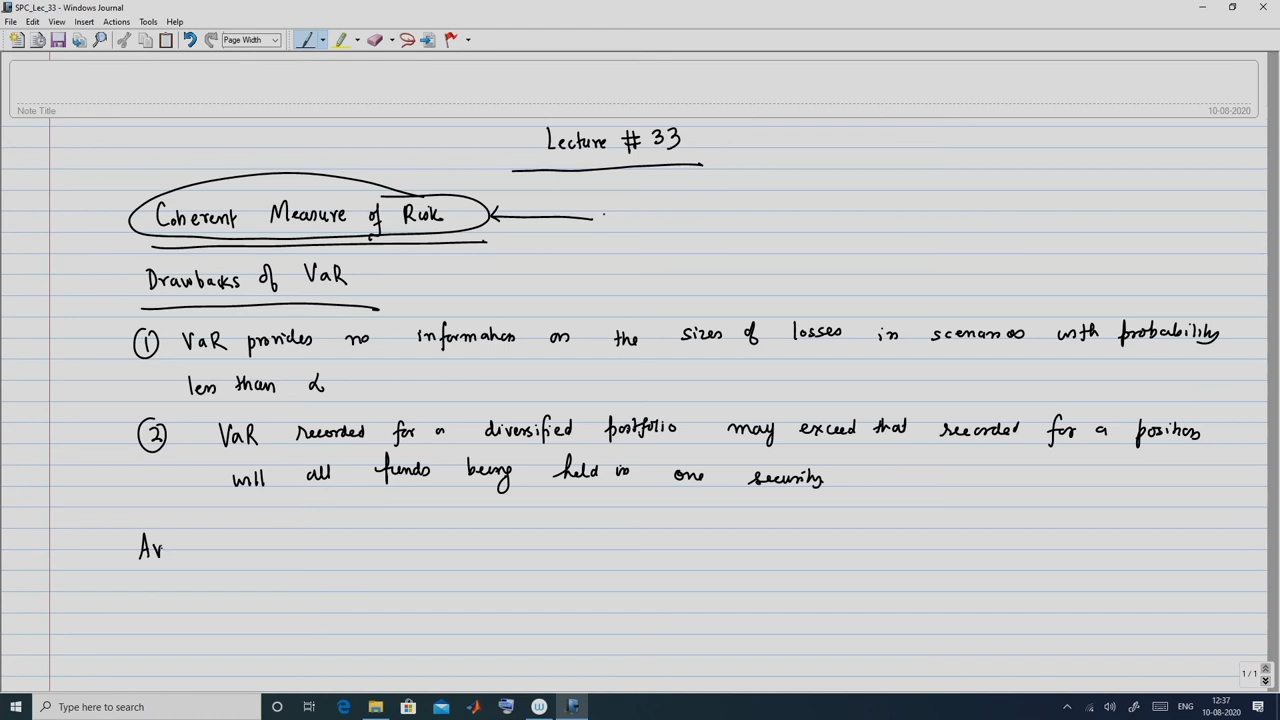 SPC_Lec_33 - Windows Journal
File Edit View Insert Actions Tools Help
Page Width
Note Title
10-08-2020
Lecture # 33
Coherent Measure of Risk
Drawbacks of VaR
① VaR provides no information on the sizes of losses in scenarios with probability
less than α
② VaR recorded for a diversified portfolio may exceed that recorded for a position
will all funds being held in one security
Av
1/1
Type here to search
ENG
12:37
10-08-2020